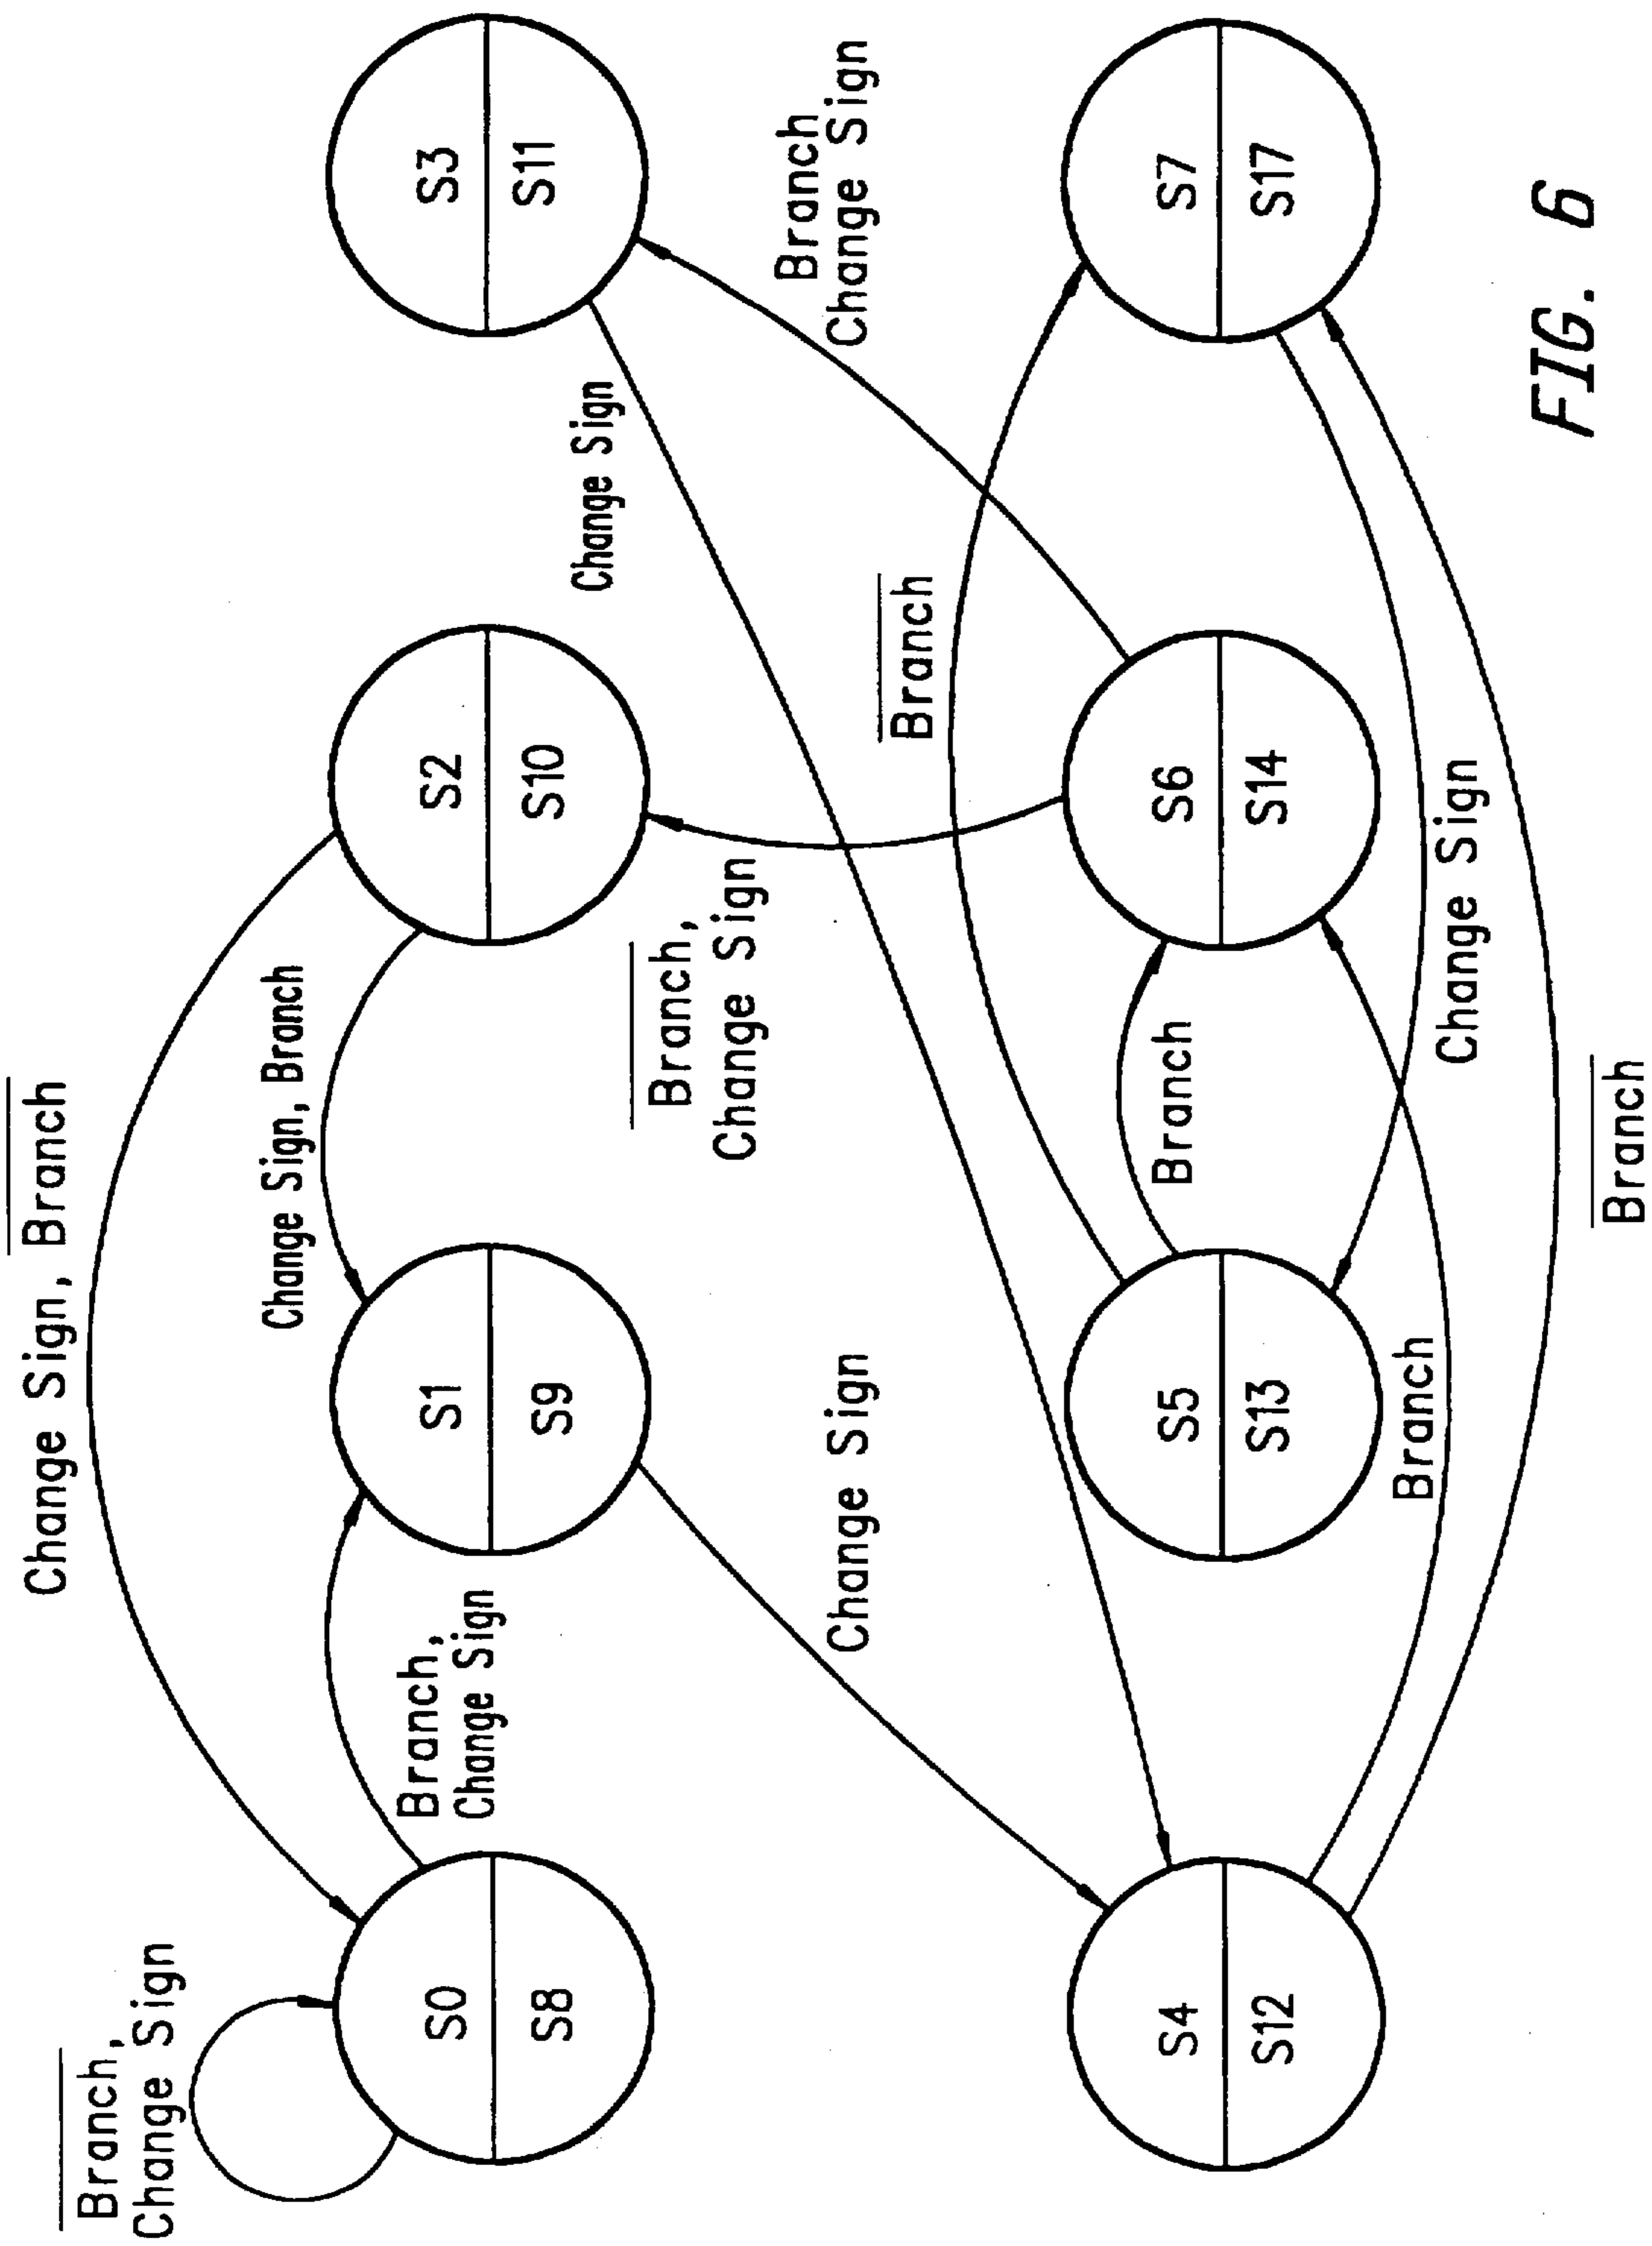 Change Sign, Branch
Branch,
Change Sign
Change Sign, Branch
S0
S8
Branch,
Change Sign
S1
S9
S2
S10
S3
S11
Branch,
Change Sign
Change Sign
Branch
Change Sign
Change Sign
Branch
S4
S12
S5
S13
Branch
S6
S14
S7
S17
Branch
Change Sign
Branch
FIG. 6